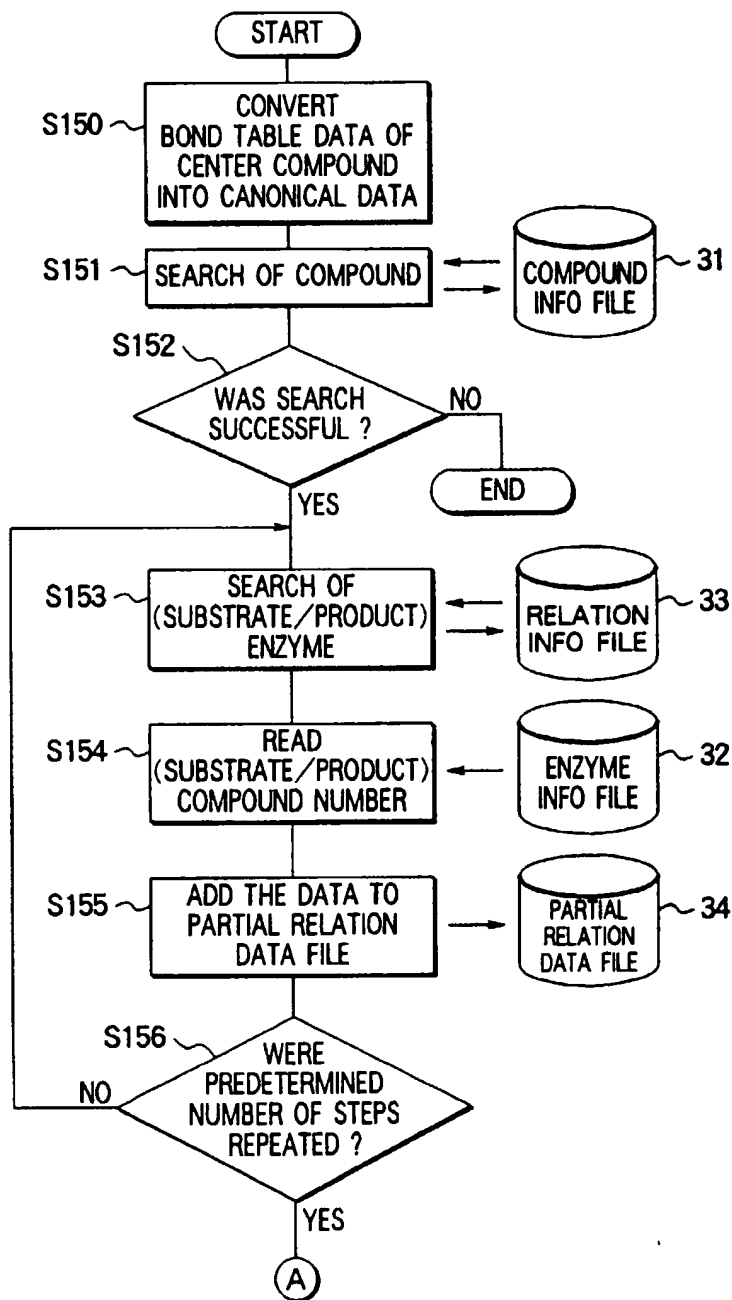 START
S150
CONVERT
BOND TABLE DATA OF
CENTER COMPOUND
INTO CANONICAL DATA
S151
SEARCH OF COMPOUND
COMPOUND
INFO FILE
31
S152
WAS SEARCH
SUCCESSFUL ?
NO
END
YES
S153
SEARCH OF
(SUBSTRATE/PRODUCT)
ENZYME
RELATION
INFO FILE
33
S154
READ
(SUBSTRATE/PRODUCT)
COMPOUND NUMBER
ENZYME
INFO FILE
32
S155
ADD THE DATA TO
PARTIAL RELATION
DATA FILE
PARTIAL
RELATION
DATA FILE
34
S156
WERE
PREDETERMINED
NUMBER OF STEPS
REPEATED ?
NO
YES
A